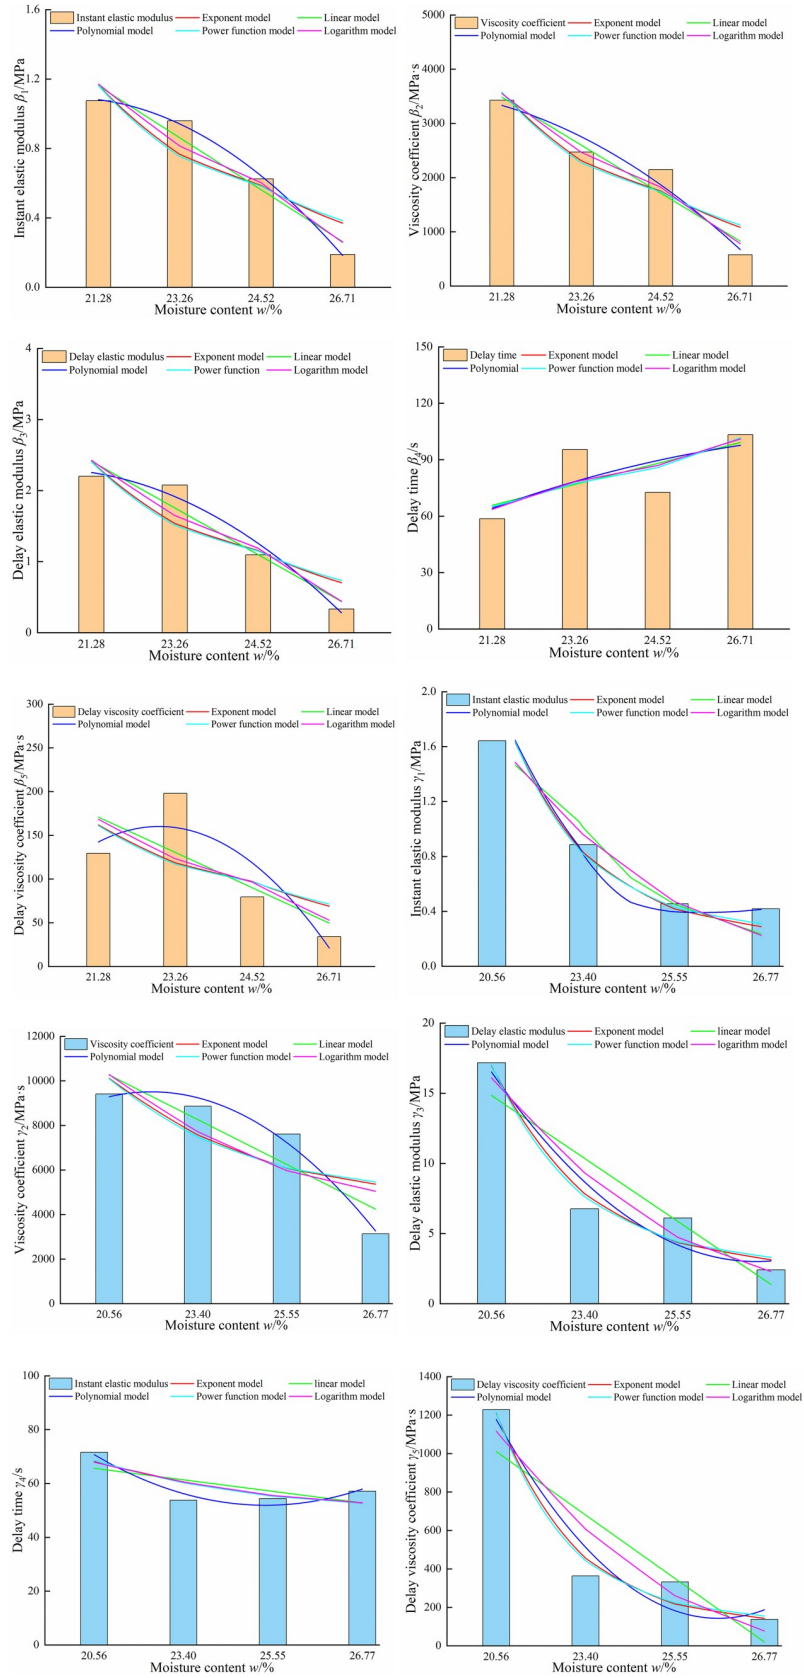 Instant elastic modulus Exponent model Linear model
Polynomial model Power function model Logarithm model
Instant elastic modulus β1/MPa
1.6
1.2
0.8
0.4
0.0
21.28 23.26 24.52 26.71
Moisture content w/%
Viscosity coefficient Exponent model Linear model
Polynomial model Power function model Logarithm model
Viscosity coefficient β2/MPa·s
5000
4000
3000
2000
1000
0
21.28 23.26 24.52 26.71
Moisture content w/%
Delay elastic modulus Exponent model Linear model
Polynomial model Power function Logarithm model
Delay elastic modulus β3/MPa
4
3
2
1
0
21.28 23.26 24.52 26.71
Moisture content w/%
Delay time Exponent model Linear model
Polynomial Power function model Logarithm model
Delay time β4/s
150
120
90
60
30
0
21.28 23.26 24.52 26.71
Moisture content w/%
Delay viscosity coefficient Exponent model Linear model
Polynomial model Power function model Logarithm model
Delay viscosity coefficient β5/MPa·s
300
250
200
150
100
50
0
21.28 23.26 24.52 26.71
Moisture content w/%
Instant elastic modulus Exponent model Linear model
Polynomial model Power function model Logarithm model
Instant elastic modulus γ1/MPa
2.0
1.6
1.2
0.8
0.4
0.0
20.56 23.40 25.55 26.77
Moisture content w/%
Viscosity coefficient Exponent model Linear model
Polynomial model Power function model Logarithm model
Viscosity coefficient γ2/MPa·s
12000
10000
8000
6000
4000
2000
0
20.56 23.40 25.55 26.77
Moisture content w/%
Delay elastic modulus Exponent model linear model
Polynomial model Power function model logarithm model
Delay elastic modulus γ3/MPa
20
15
10
5
0
20.56 23.40 25.55 26.77
Moisture content w/%
Instant elastic modulus Exponent model linear model
Polynomial model Power function model Logarithm model
Delay time γ4/s
100
80
60
40
20
0
20.56 23.40 25.55 26.77
Moisture content w/%
Delay viscosity coefficient Exponent model Linear model
Polynomial model Power function model Logarithm model
Delay viscosity coefficient γ5/MPa·s
1400
1200
1000
800
600
400
200
0
20.56 23.40 25.55 26.77
Moisture content w/%